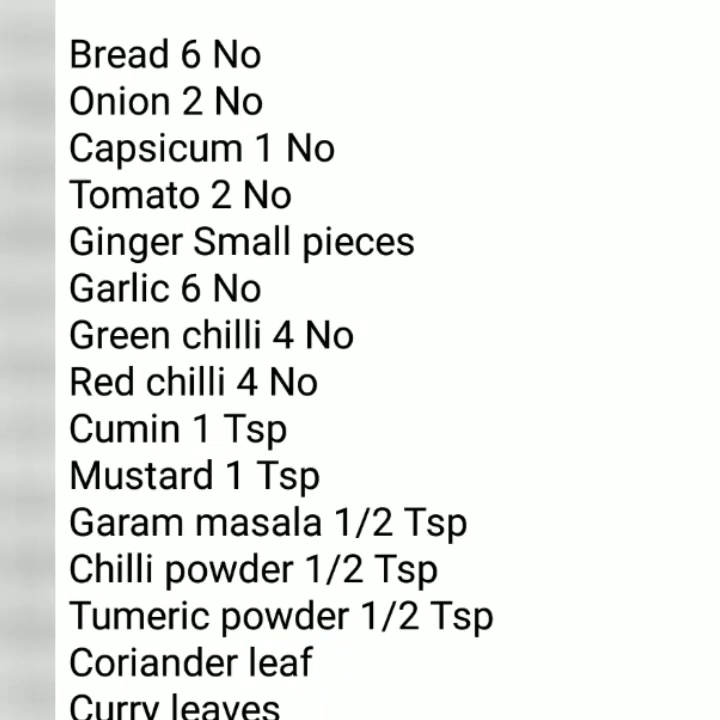 Bread 6 No
Onion 2 No
Capsicum 1 No
Tomato 2 No
Ginger Small pieces
Garlic 6 No
Green chilli 4 No
Red chilli 4 No
Cumin 1 Tsp
Mustard 1 Tsp
Garam masala 1/2 Tsp
Chilli powder 1/2 Tsp
Tumeric powder 1/2 Tsp
Coriander leaf
Curry leaves